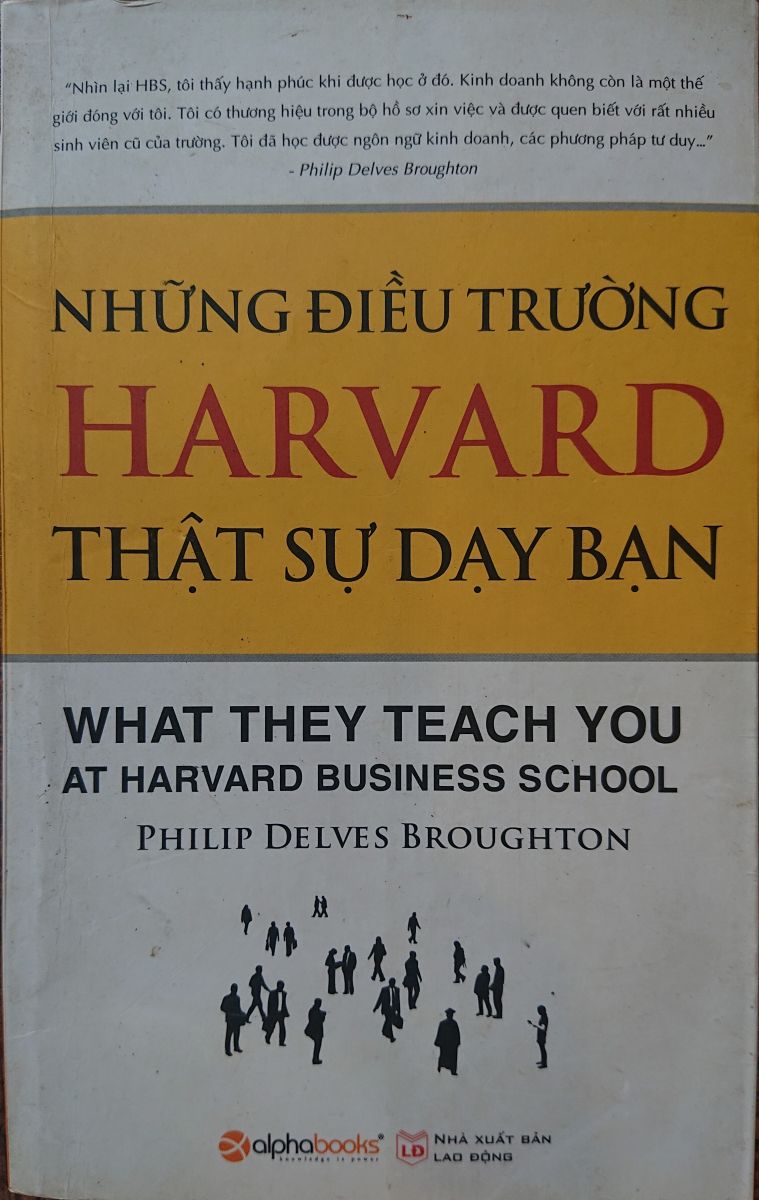 “Nhìn lại HBS, tôi thấy hạnh phúc khi được học ở đó. Kinh doanh không còn là một thế
giới đóng với tôi. Tôi có thương hiệu trong bộ hồ sơ xin việc và được quen biết với rất nhiều
sinh viên cũ của trường. Tôi đã học được ngôn ngữ kinh doanh, các phương pháp tư duy...”
- Philip Delves Broughton
NHỮNG ĐIỀU TRƯỜNG
HARVARD
THẬT SỰ DẠY BẠN
WHAT THEY TEACH YOU
AT HARVARD BUSINESS SCHOOL
PHILIP DELVES BROUGHTON
alphabooks®
knowledge is power
LĐ
NHÀ XUẤT BẢN
LAO ĐỘNG